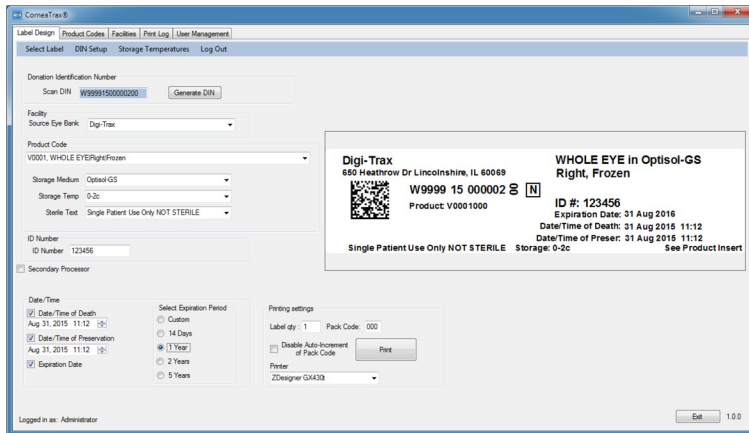 CorneaTrax®
Label Design Product Codes Facilities Print Log User Management
Select Label DIN Setup Storage Temperatures Log Out
Donation Identification Number
Scan DIN W99991500000200 Generate DIN
Facility
Source Eye Bank Digi-Trax
Product Code
V0001, WHOLE EYE|Right|Frozen
Storage Medium Optisol-GS
Storage Temp 0-2c
Sterile Text Single Patient Use Only NOT STERILE
ID Number
ID Number 123456
Secondary Processor
Date/Time
Date/Time of Death
Aug 31, 2015 11:12
Date/Time of Preservation
Aug 31, 2015 11:12
Expiration Date
Select Expiration Period
Custom
14 Days
1 Year
2 Years
5 Years
Printing settings
Label qty : 1 Pack Code: 000
Disable Auto-Increment
of Pack Code
Print
Printer
ZDesigner GX430t
Digi-Trax
650 Heathrow Dr Lincolnshire, IL 60069
W9999 15 000002 00 N
Product: V0001000
WHOLE EYE in Optisol-GS
Right, Frozen
ID #: 123456
Expiration Date: 31 Aug 2016
Date/Time of Death: 31 Aug 2015 11:12
Date/Time of Preser: 31 Aug 2015 11:12
Single Patient Use Only NOT STERILE Storage: 0-2c See Product Insert
Logged in as: Administrator
Exit 1.0.0